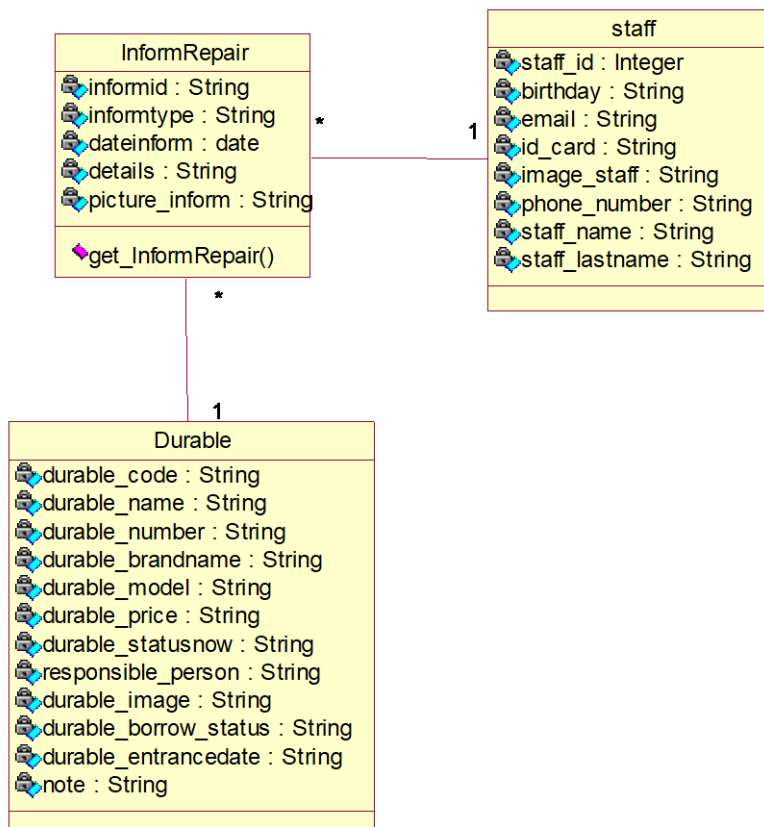 InformRepair
informid : String
informtype : String
dateinform : date
details : String
picture_inform : String
get_InformRepair()
*
1
staff
staff_id : Integer
birthday : String
email : String
id_card : String
image_staff : String
phone_number : String
staff_name : String
staff_lastname : String
*
1
Durable
durable_code : String
durable_name : String
durable_number : String
durable_brandname : String
durable_model : String
durable_price : String
durable_statusnow : String
responsible_person : String
durable_image : String
durable_borrow_status : String
durable_entrancedate : String
note : String